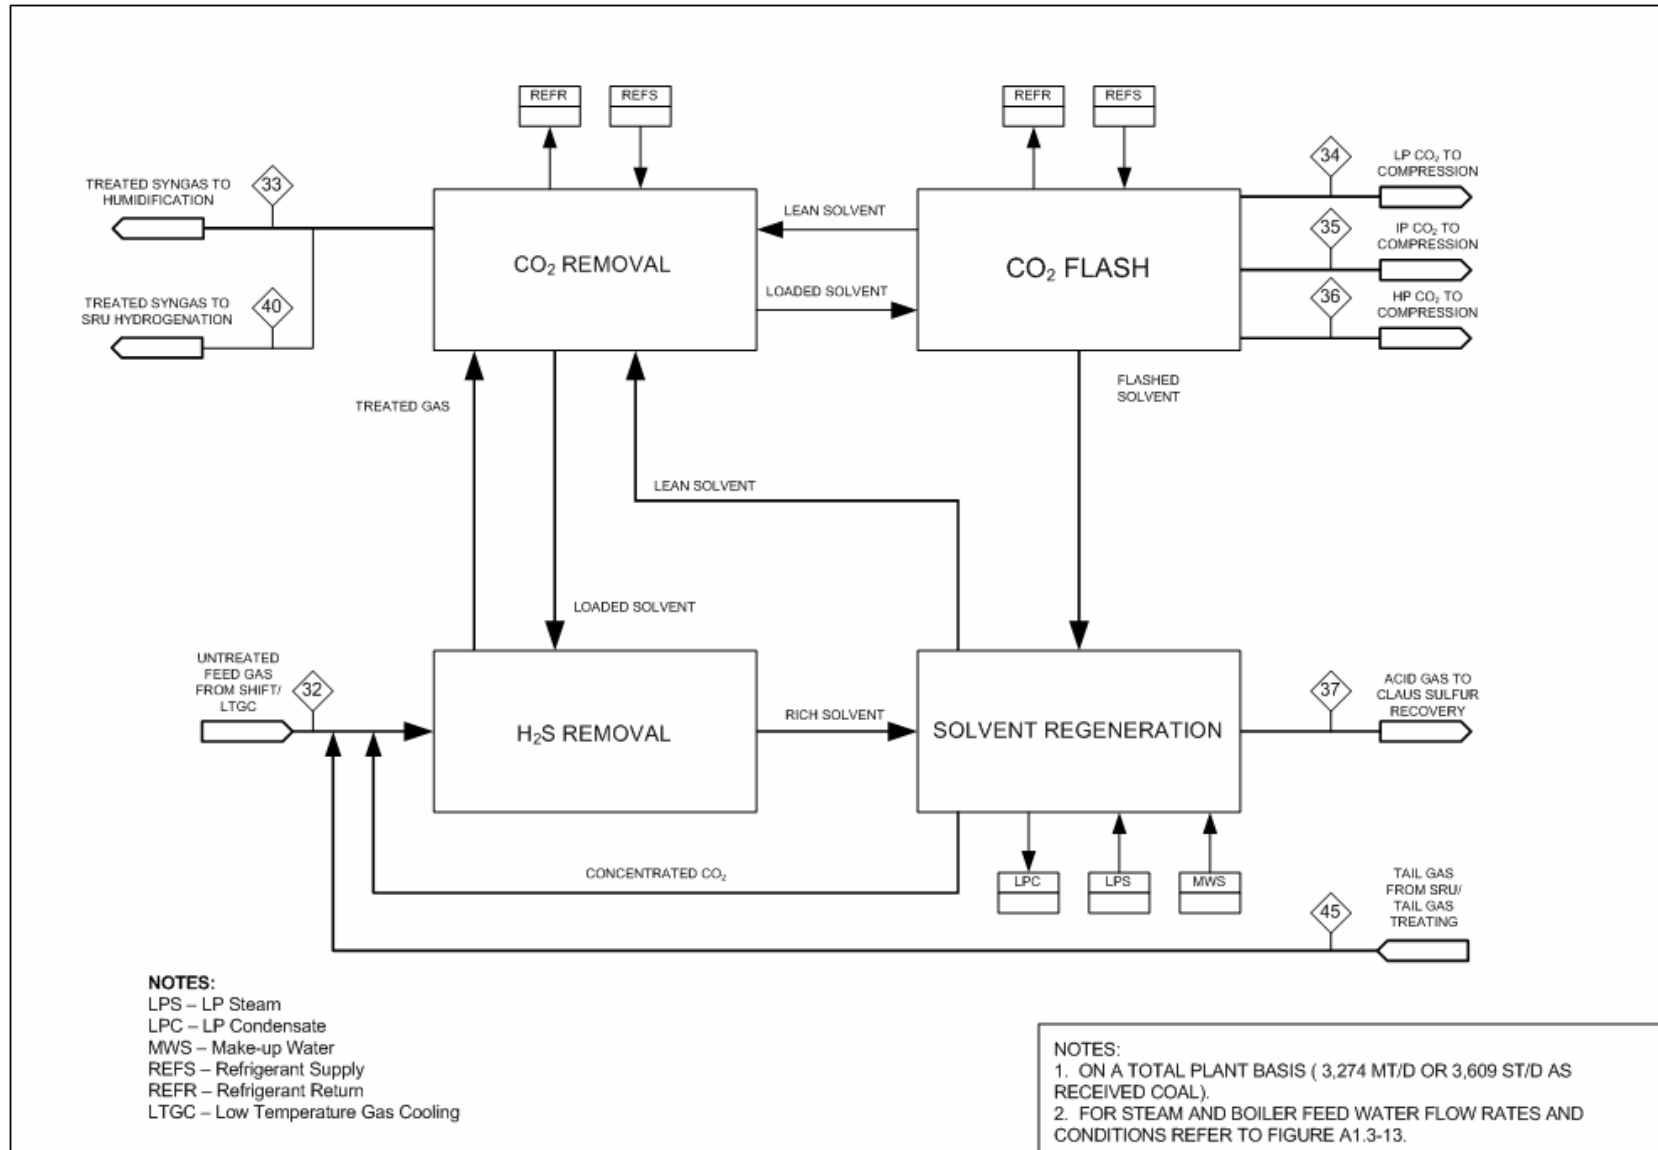 REFR
REFS
REFR
REFS
33
TREATED SYNGAS TO
HUMIDIFICATION
40
TREATED SYNGAS TO
SRU HYDROGENATION
CO₂ REMOVAL
LEAN SOLVENT
LOADED SOLVENT
CO₂ FLASH
34
LP CO₂ TO
COMPRESSION
35
IP CO₂ TO
COMPRESSION
36
HP CO₂ TO
COMPRESSION
TREATED GAS
FLASHED
SOLVENT
LEAN SOLVENT
LOADED SOLVENT
UNTREATED
FEED GAS
FROM SHIFT/
LTGC
32
H₂S REMOVAL
RICH SOLVENT
SOLVENT REGENERATION
37
ACID GAS TO
CLAUS SULFUR
RECOVERY
CONCENTRATED CO₂
LPC
LPS
MWS
45
TAIL GAS
FROM SRU/
TAIL GAS
TREATING
NOTES:
LPS – LP Steam
LPC – LP Condensate
MWS – Make-up Water
REFS – Refrigerant Supply
REFR – Refrigerant Return
LTGC – Low Temperature Gas Cooling
NOTES:
1. ON A TOTAL PLANT BASIS ( 3,274 MT/D OR 3,609 ST/D AS
RECEIVED COAL).
2. FOR STEAM AND BOILER FEED WATER FLOW RATES AND
CONDITIONS REFER TO FIGURE A1.3-13.